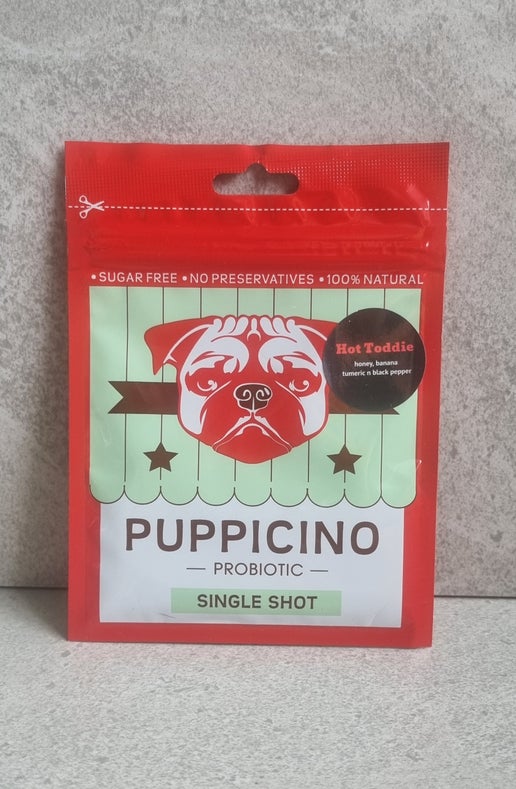 • SUGAR FREE • NO PRESERVATIVES • 100% NATURAL
Hot Toddie
honey, banana
tumeric n black pepper
PUPPICINO
— PROBIOTIC —
SINGLE SHOT